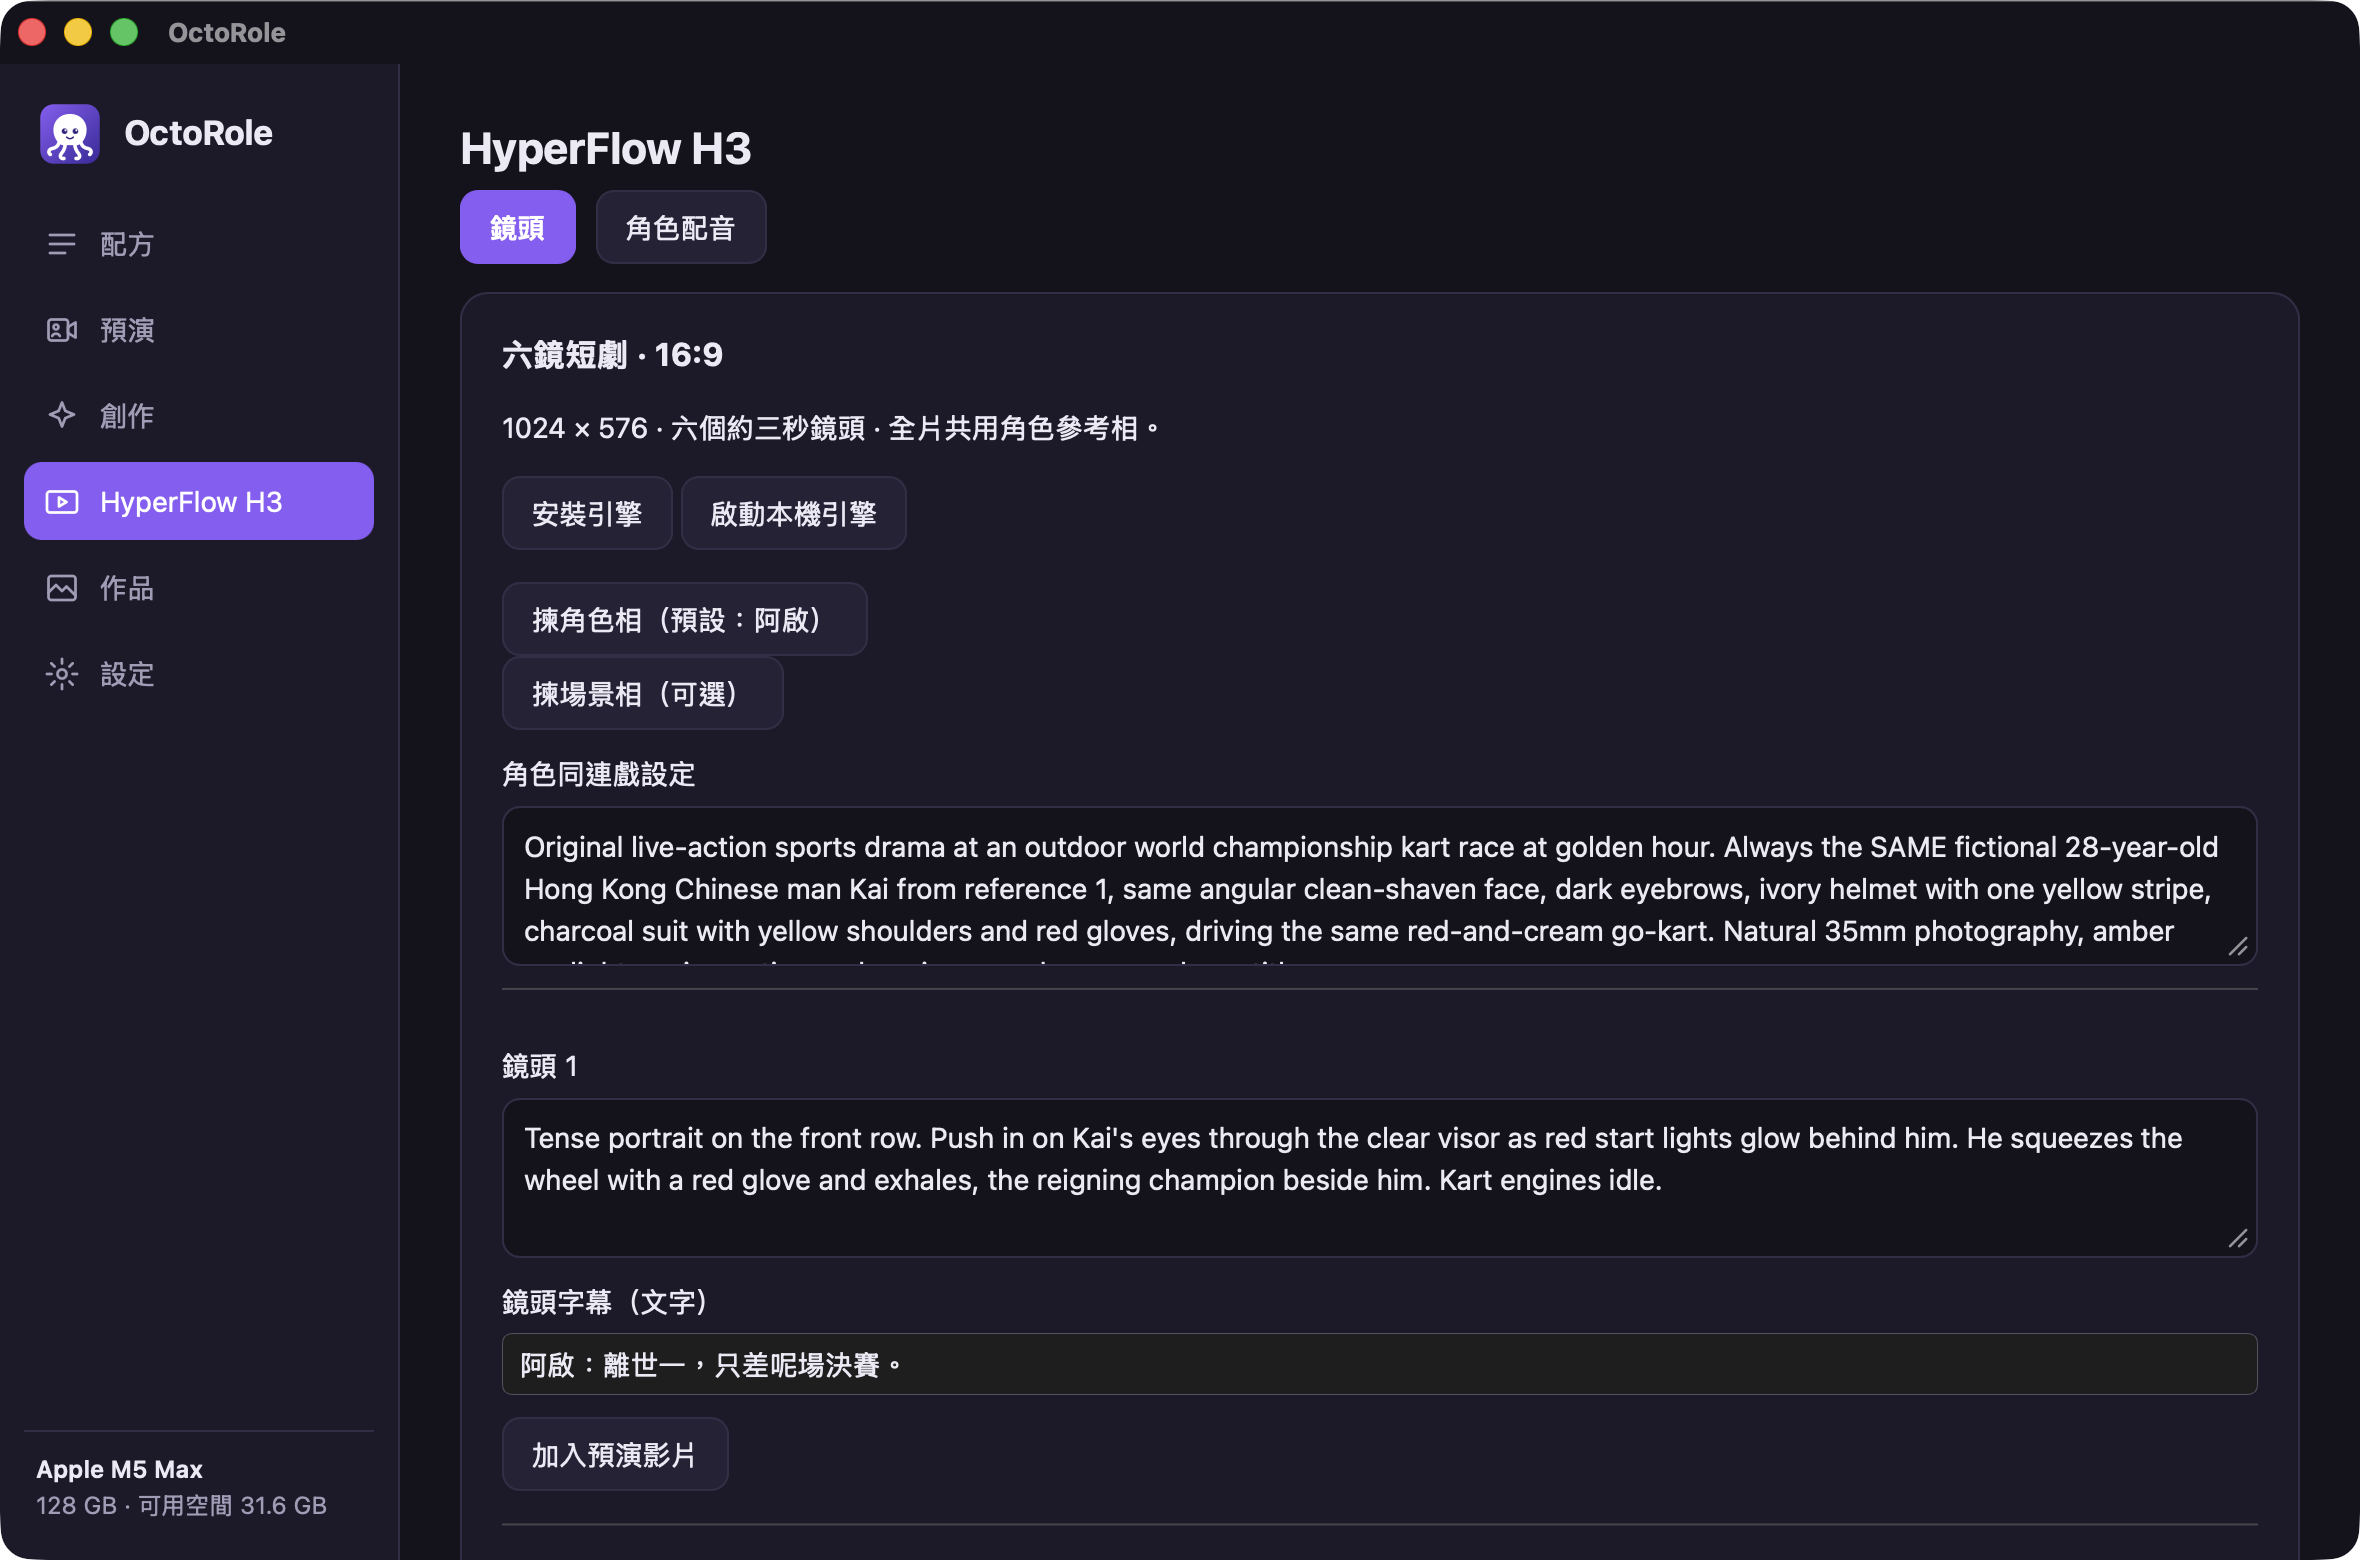 OctoRole
OctoRole
配方
預演
創作
HyperFlow H3
作品
設定
Apple M5 Max
128 GB · 可用空間 31.6 GB
HyperFlow H3
鏡頭
角色配音
六鏡短劇 · 16:9
1024 × 576 · 六個約三秒鏡頭 · 全片共用角色參考相。
安裝引擎
啟動本機引擎
揀角色相（預設：阿啟）
揀場景相（可選）
角色同連戲設定
Original live-action sports drama at an outdoor world championship kart race at golden hour. Always the SAME fictional 28-year-old
Hong Kong Chinese man Kai from reference 1, same angular clean-shaven face, dark eyebrows, ivory helmet with one yellow stripe,
charcoal suit with yellow shoulders and red gloves, driving the same red-and-cream go-kart. Natural 35mm photography, amber
鏡頭 1
Tense portrait on the front row. Push in on Kai's eyes through the clear visor as red start lights glow behind him. He squeezes the
wheel with a red glove and exhales, the reigning champion beside him. Kart engines idle.
鏡頭字幕（文字）
阿啟：離世一，只差呢場決賽。
加入預演影片